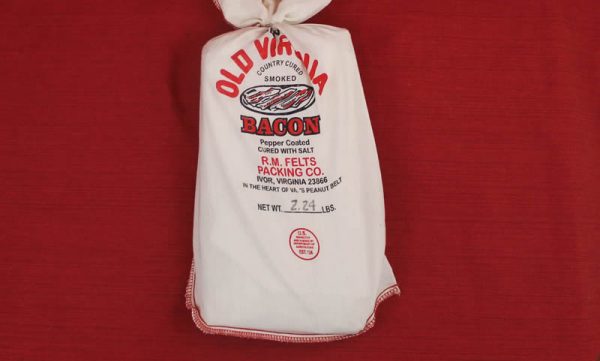 OLD VIRGINIA
COUNTRY CURED
SMOKED
BACON
Pepper Coated
CURED WITH SALT
R.M. FELTS
PACKING CO.
IVOR, VIRGINIA 23866
IN THE HEART OF VA.'S PEANUT BELT
NET WT. 2.24 LBS.
U.S.